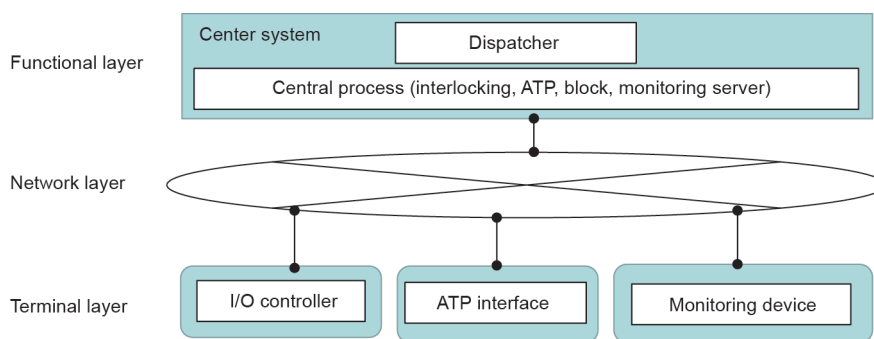 Functional layer
Center system
Dispatcher
Central process (interlocking, ATP, block, monitoring server)
Network layer
Terminal layer
I/O controller
ATP interface
Monitoring device